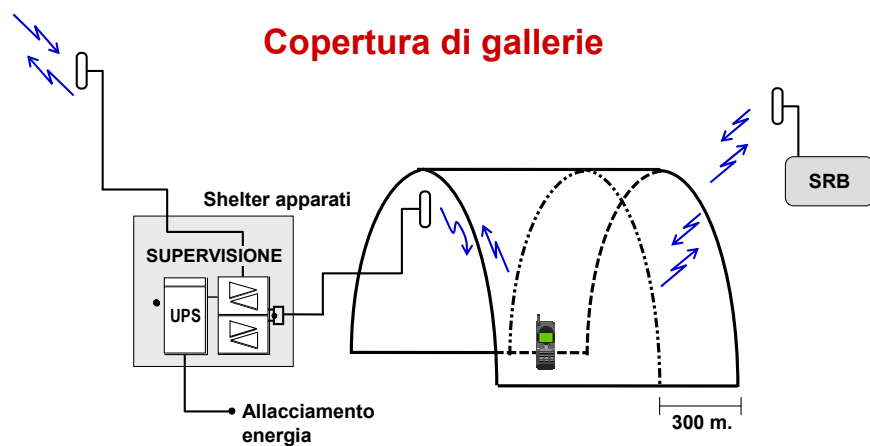 Copertura di gallerie
SRB
Shelter apparati
SUPERVISIONE
UPS
Allacciamento
energia
300 m.